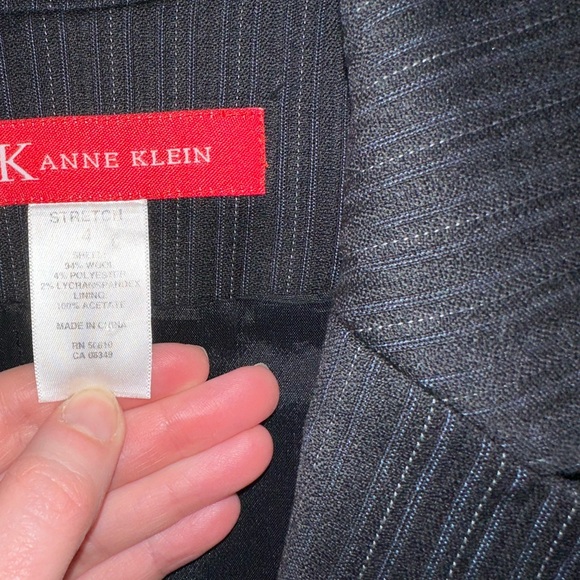 K ANNE KLEIN
STRETCH
4
SHELL
94% WOOL
4% POLYESTER
2% LYCRA SPANDEX
LINING
100% ACETATE
MADE IN CHINA
RN 56810
CA 08349